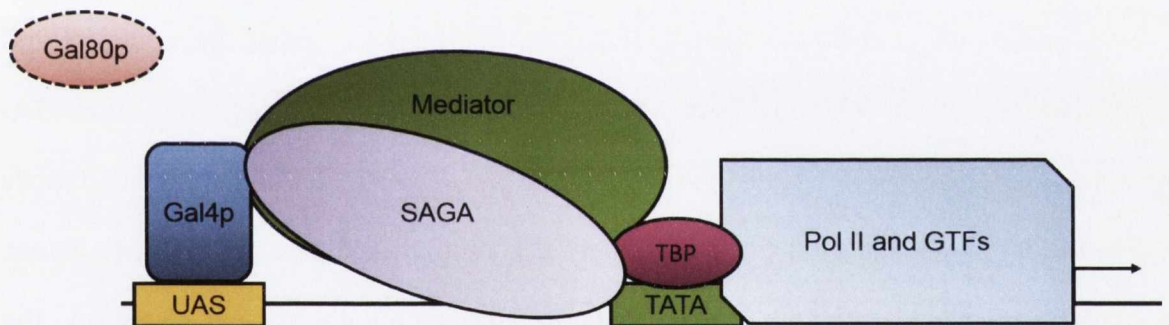 Gal80p
Mediator
Gal4p
SAGA
TBP
Pol II and GTFs
UAS
TATA